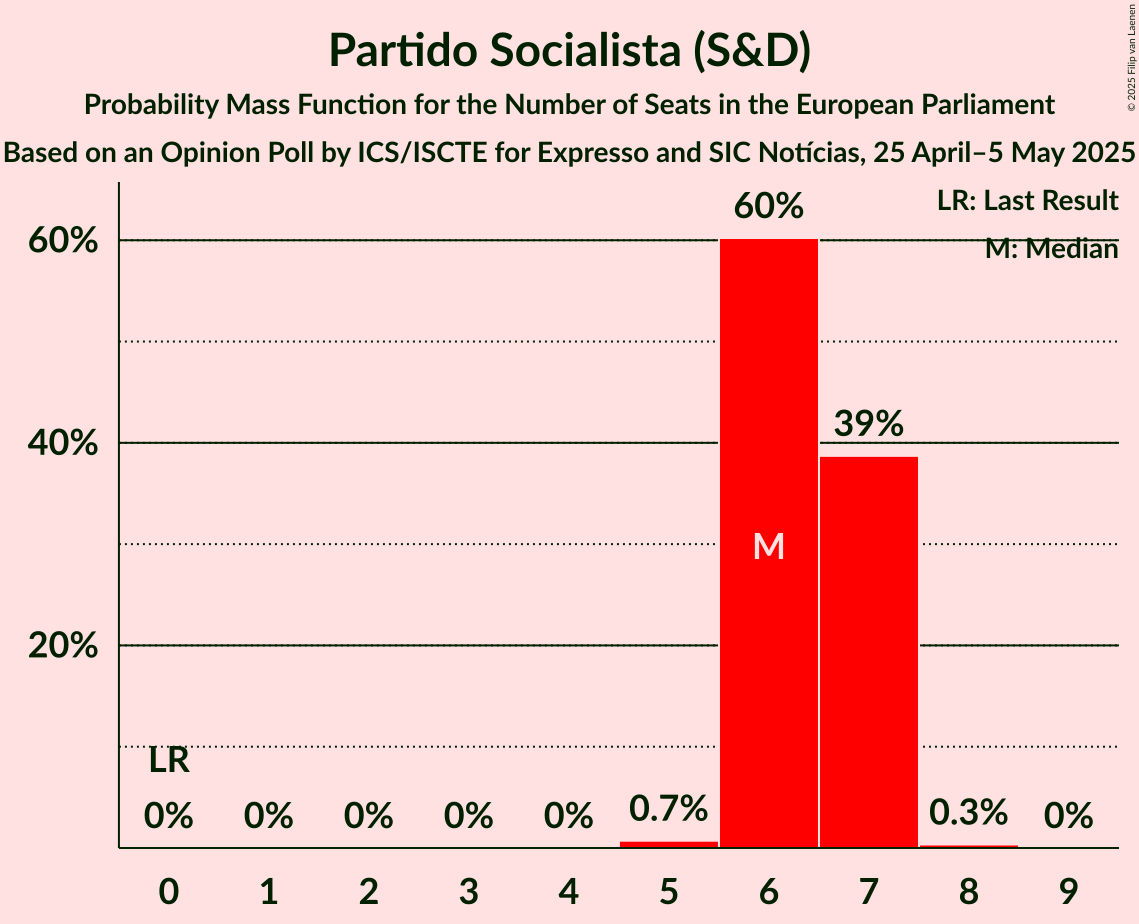 Partido Socialista (S&D)
Probability Mass Function for the Number of Seats in the European Parliament
Based on an Opinion Poll by ICS/ISCTE for Expresso and SIC Notícias, 25 April–5 May 2025
© 2025 Filip van Laenen
LR: Last Result
M: Median
60%
40%
20%
60%
39%
M
LR
0%
0%
0%
0%
0%
0.7%
0.3%
0%
0
1
2
3
4
5
6
7
8
9